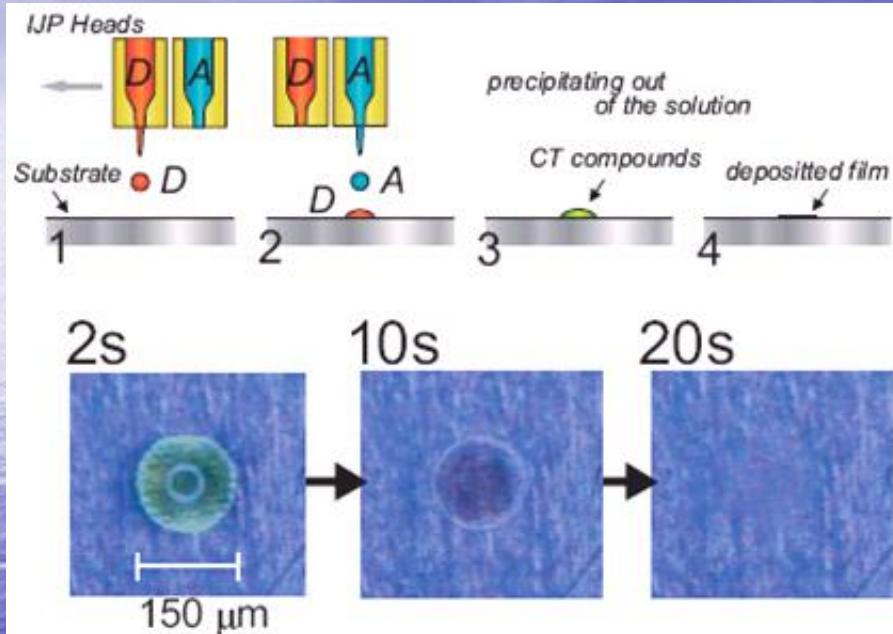 IJP Heads
D A
D A
precipitating out
of the solution
Substrate
D
D
A
CT compounds
depositted film
1
2
3
4
2s
10s
20s
150 μm